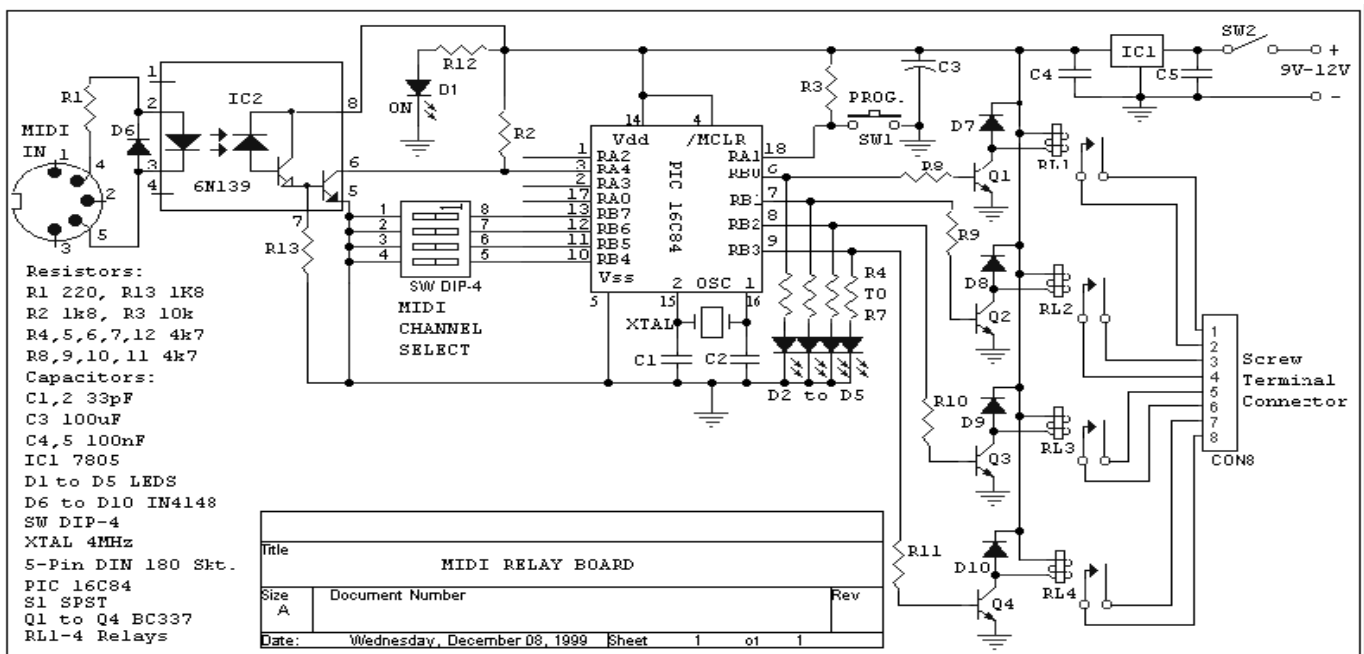 SW2
IC1
+
9V-12V
-
C4
C5
C3
R12
D1
ON
R2
R3
PROG.
SW1
R1
MIDI
IN
D6
1
2
3
4
IC2
6N139
8
6
5
7
R13
1
4
2
5
3
14
4
Vdd
/MCLR
1
RA2
3
RA4
2
RA3
17
RA0
13
RB7
12
RB6
11
RB5
10
RB4
Vss
5
PIC 16C84
RA1
18
RB0
6
RB1
7
RB2
8
RB3
9
2 OSC 1
15
16
XTAL
C1
C2
1
2
3
4
8
7
6
5
SW DIP-4
MIDI
CHANNEL
SELECT
R4
TO
R7
D2 to D5
R8
D7
Q1
RL1
R9
D8
Q2
RL2
R10
D9
Q3
RL3
R11
D10
Q4
RL4
1
2
3
4
5
6
7
8
Screw
Terminal
Connector
CON8
Resistors:
R1 220, R13 1K8
R2 1k8, R3 10k
R4,5,6,7,12 4k7
R8,9,10,11 4k7
Capacitors:
C1,2 33pF
C3 100uF
C4,5 100nF
IC1 7805
D1 to D5 LEDS
D6 to D10 IN4148
SW DIP-4
XTAL 4MHz
5-Pin DIN 180 Skt.
PIC 16C84
S1 SPST
Q1 to Q4 BC337
RL1-4 Relays
Title
MIDI RELAY BOARD
Size
A
Document Number
Rev
Date: Wednesday, December 08, 1999 Sheet 1 of 1